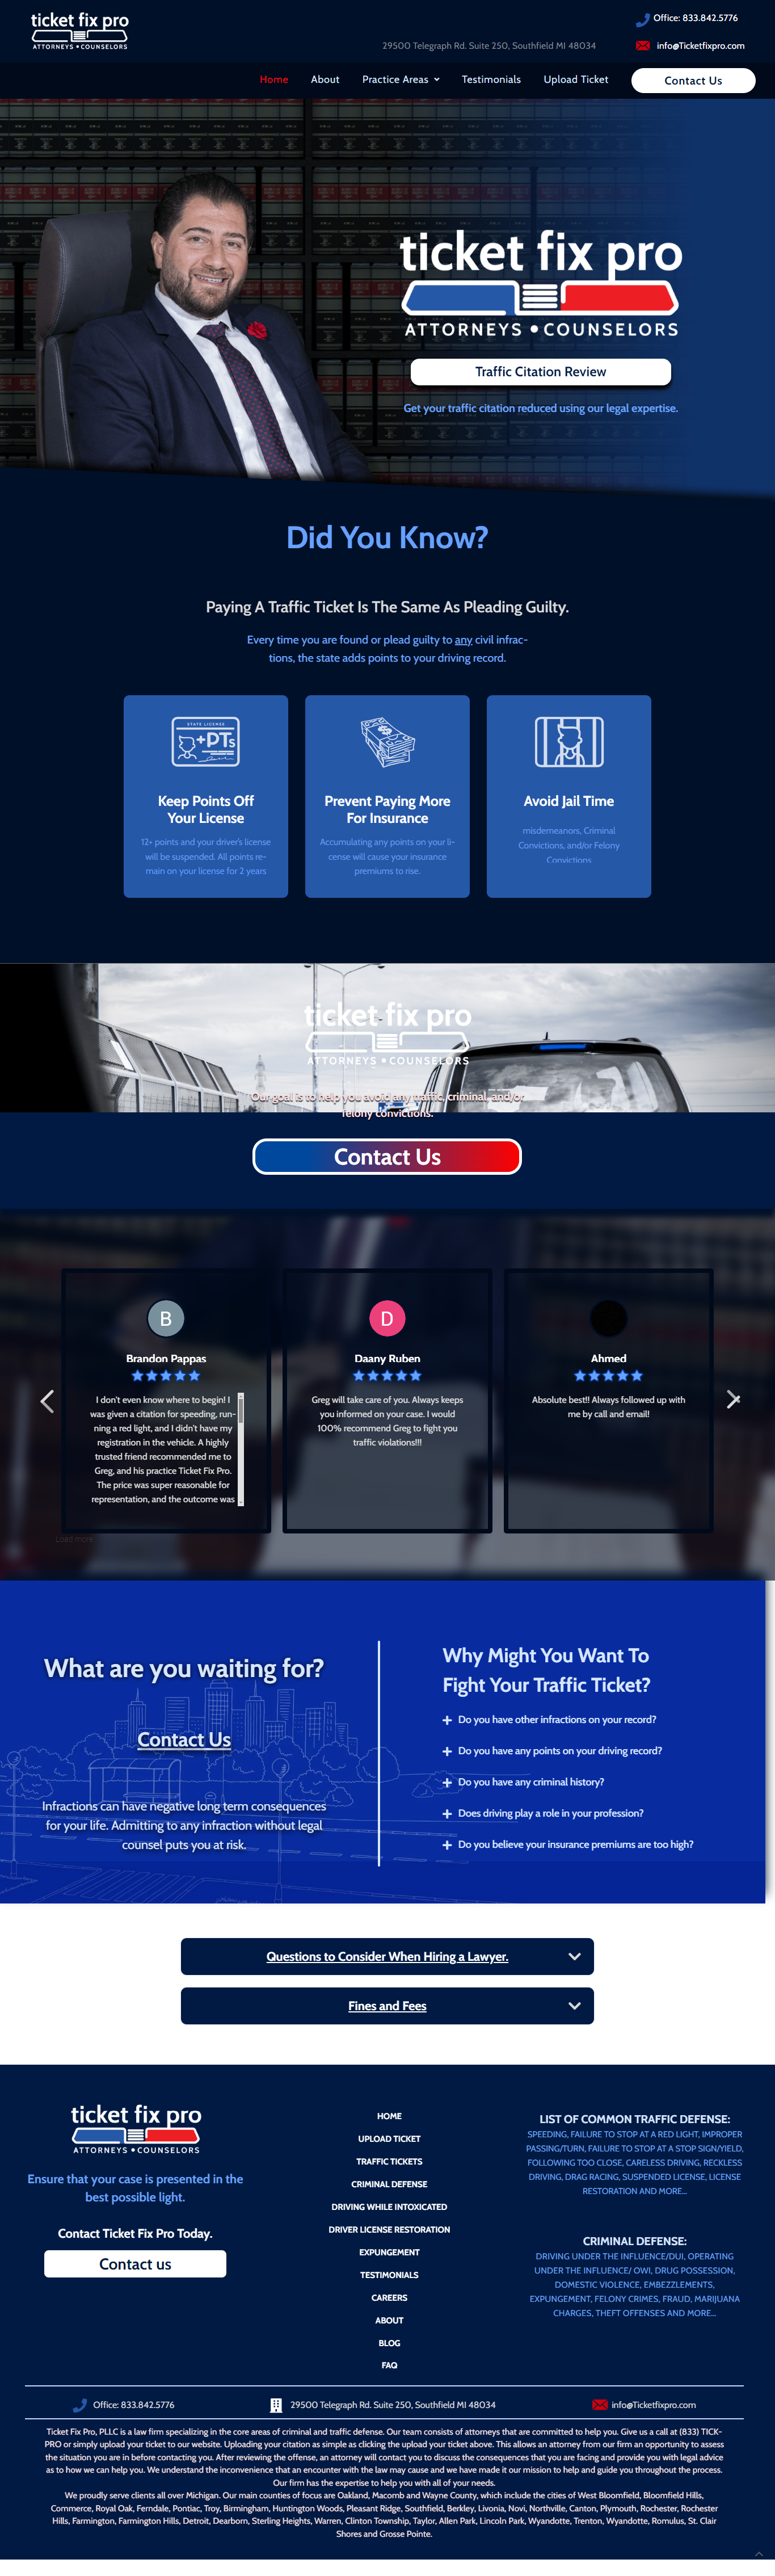 ticket fix pro
ATTORNEYS • COUNSELORS
Office: 833.842.5776
29500 Telegraph Rd. Suite 250, Southfield MI 48034
info@Ticketfixpro.com
Home
About
Practice Areas
Testimonials
Upload Ticket
Contact Us
ticket fix pro
ATTORNEYS • COUNSELORS
Traffic Citation Review
Get your traffic citation reduced using our legal expertise.
Did You Know?
Paying A Traffic Ticket Is The Same As Pleading Guilty.
Every time you are found or plead guilty to any civil infrac-
tions, the state adds points to your driving record.
STATE LICENSE
+PTs
Keep Points Off
Your License
12+ points and your driver's license
will be suspended. All points re-
main on your license for 2 years
Prevent Paying More
For Insurance
Accumulating any points on your li-
cense will cause your insurance
premiums to rise.
Avoid Jail Time
misdemeanors, Criminal
Convictions, and/or Felony
Convictions
ticket fix pro
ATTORNEYS • COUNSELORS
Our goal is to help you avoid any traffic, criminal, and/or
felony convictions.
Contact Us
B
Brandon Pappas
I don't even know where to begin! I
was given a citation for speeding, run-
ning a red light, and I didn't have my
registration in the vehicle. A highly
trusted friend recommended me to
Greg, and his practice Ticket Fix Pro.
The price was super reasonable for
representation, and the outcome was
D
Daany Ruben
Greg will take care of you. Always keeps
you informed on your case. I would
100% recommend Greg to fight you
traffic violations!!!
Ahmed
Absolute best!! Always followed up with
me by call and email!
Load more
What are you waiting for?
Contact Us
Infractions can have negative long term consequences
for your life. Admitting to any infraction without legal
counsel puts you at risk.
Why Might You Want To
Fight Your Traffic Ticket?
Do you have other infractions on your record?
Do you have any points on your driving record?
Do you have any criminal history?
Does driving play a role in your profession?
Do you believe your insurance premiums are too high?
Questions to Consider When Hiring a Lawyer.
Fines and Fees
ticket fix pro
ATTORNEYS • COUNSELORS
Ensure that your case is presented in the
best possible light.
Contact Ticket Fix Pro Today.
Contact us
HOME
UPLOAD TICKET
TRAFFIC TICKETS
CRIMINAL DEFENSE
DRIVING WHILE INTOXICATED
DRIVER LICENSE RESTORATION
EXPUNGEMENT
TESTIMONIALS
CAREERS
ABOUT
BLOG
FAQ
LIST OF COMMON TRAFFIC DEFENSE:
SPEEDING, FAILURE TO STOP AT A RED LIGHT, IMPROPER
PASSING/TURN, FAILURE TO STOP AT A STOP SIGN/YIELD,
FOLLOWING TOO CLOSE, CARELESS DRIVING, RECKLESS
DRIVING, DRAG RACING, SUSPENDED LICENSE, LICENSE
RESTORATION AND MORE...
CRIMINAL DEFENSE:
DRIVING UNDER THE INFLUENCE/DUI, OPERATING
UNDER THE INFLUENCE/ OWI, DRUG POSSESSION,
DOMESTIC VIOLENCE, EMBEZZLEMENTS,
EXPUNGEMENT, FELONY CRIMES, FRAUD, MARIJUANA
CHARGES, THEFT OFFENSES AND MORE...
Office: 833.842.5776
29500 Telegraph Rd. Suite 250, Southfield MI 48034
info@Ticketfixpro.com
Ticket Fix Pro, PLLC is a law firm specializing in the core areas of criminal and traffic defense. Our team consists of attorneys that are committed to help you. Give us a call at (833) TICK-
PRO or simply upload your ticket to our website. Uploading your citation as simple as clicking the upload your ticket above. This allows an attorney from our firm an opportunity to assess
the situation you are in before contacting you. After reviewing the offense, an attorney will contact you to discuss the consequences that you are facing and provide you with legal advice
as to how we can help you. We understand the inconvenience that an encounter with the law may cause and we have made it our mission to help and guide you throughout the process.
Our firm has the expertise to help you with all of your needs.
We proudly serve clients all over Michigan. Our main counties of focus are Oakland, Macomb and Wayne County, which include the cities of West Bloomfield, Bloomfield Hills,
Commerce, Royal Oak, Ferndale, Pontiac, Troy, Birmingham, Huntington Woods, Pleasant Ridge, Southfield, Berkley, Livonia, Novi, Northville, Canton, Plymouth, Rochester, Rochester
Hills, Farmington, Farmington Hills, Detroit, Dearborn, Sterling Heights, Warren, Clinton Township, Taylor, Allen Park, Lincoln Park, Wyandotte, Trenton, Wyandotte, Romulus, St. Clair
Shores and Grosse Pointe.